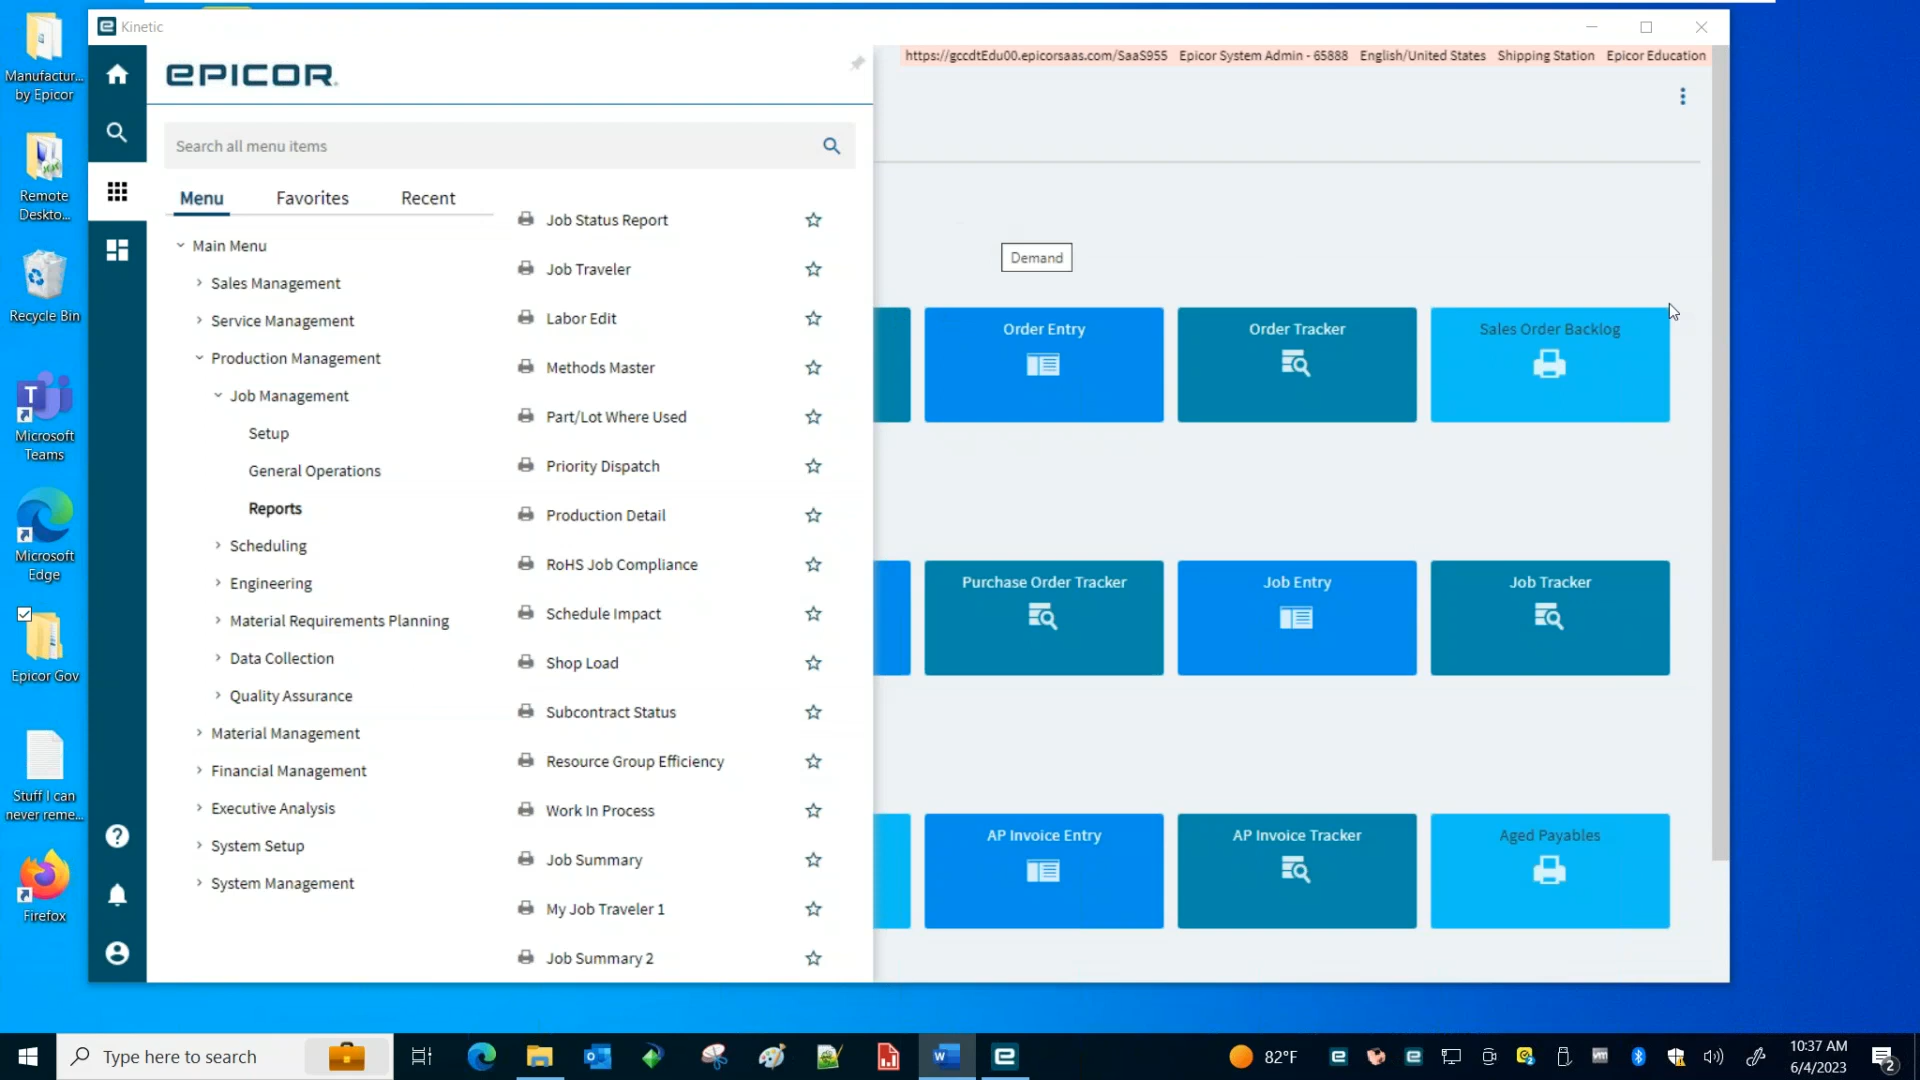 Kinetic
Manufactur...
by Epicor
Remote
Deskto...
Recycle Bin
Microsoft
Teams
Microsoft
Edge
Epicor Gov
Stuff I can
never reme...
Firefox
EPICOR
https://gccdtEdu00.epicorsaas.com/SaaS955 Epicor System Admin - 65888 English/United States Shipping Station Epicor Education
Search all menu items
Menu Favorites Recent
Main Menu
Sales Management
Service Management
Production Management
Job Management
Setup
General Operations
Reports
Scheduling
Engineering
Material Requirements Planning
Data Collection
Quality Assurance
Material Management
Financial Management
Executive Analysis
System Setup
System Management
Job Status Report
Job Traveler
Labor Edit
Methods Master
Part/Lot Where Used
Priority Dispatch
Production Detail
RoHS Job Compliance
Schedule Impact
Shop Load
Subcontract Status
Resource Group Efficiency
Work In Process
Job Summary
My Job Traveler 1
Job Summary 2
Demand
Order Entry Order Tracker Sales Order Backlog
Purchase Order Tracker Job Entry Job Tracker
AP Invoice Entry AP Invoice Tracker Aged Payables
Type here to search
82°F
10:37 AM
6/4/2023
2